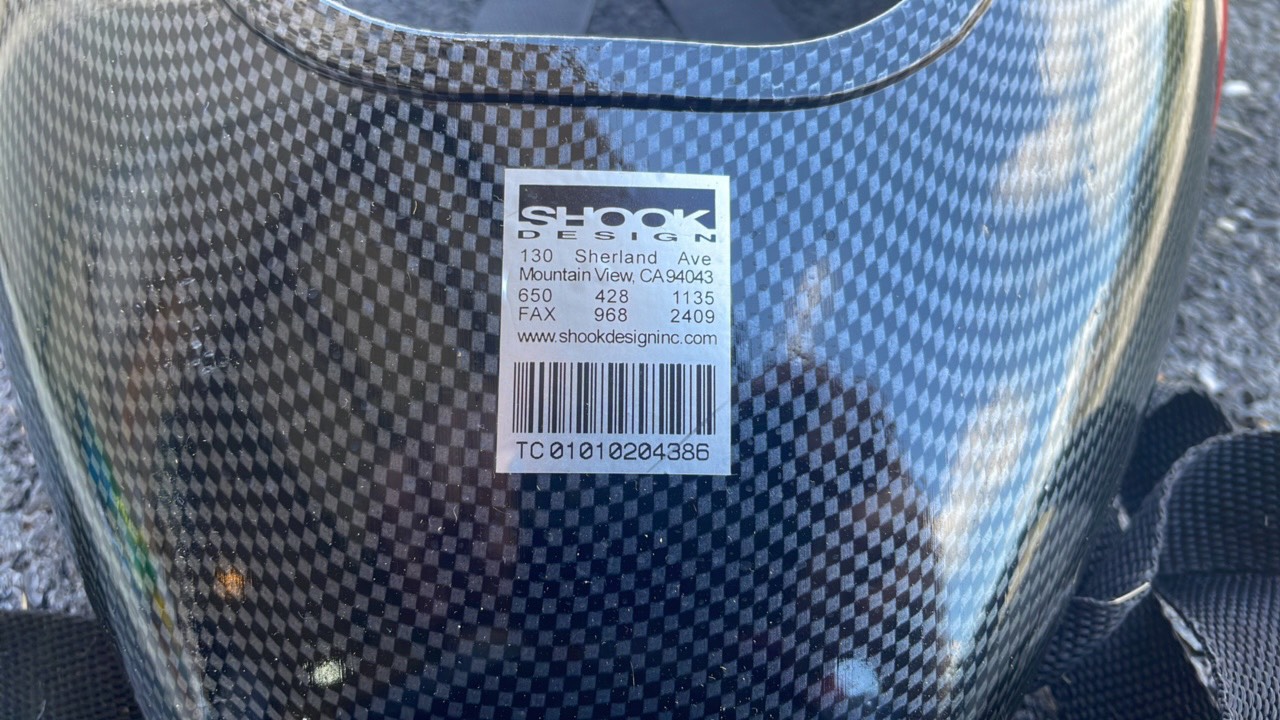 SHOOK
DESIGN
130 Sherland Ave
Mountain View, CA 94043
650 428 1135
FAX 968 2409
www.shookdesigninc.com
TC 01010204386